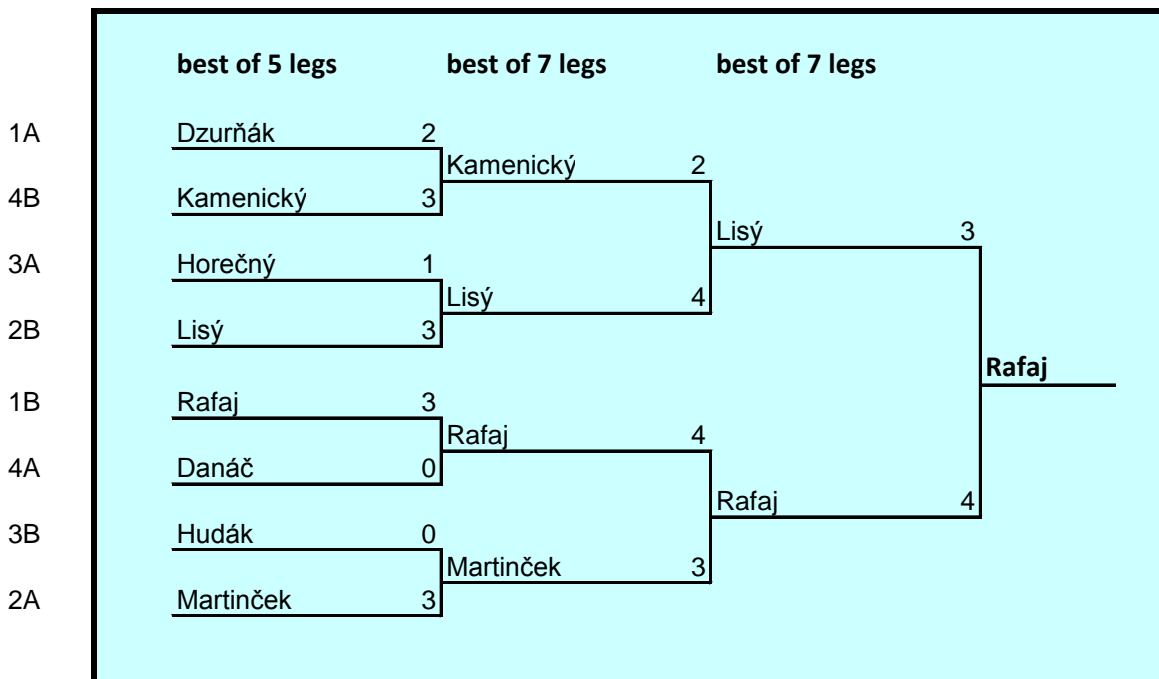 best of 5 legs best of 7 legs best of 7 legs
1A Dzurňák 2
Kamenický 2
4B Kamenický 3
Lisý 3
3A Horečný 1
Lisý 4
2B Lisý 3
Rafaj
1B Rafaj 3
Rafaj 4
4A Danáč 0
Rafaj 4
3B Hudák 0
Martinček 3
2A Martinček 3